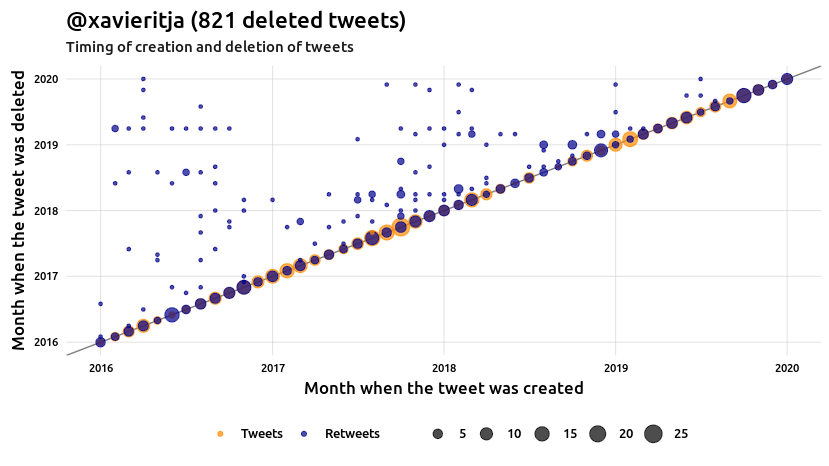 @xavieritja (821 deleted tweets)
Timing of creation and deletion of tweets
Month when the tweet was deleted
2020
2019
2018
2017
2016
2016 2017 2018 2019 2020
Month when the tweet was created
Tweets Retweets 5 10 15 20 25